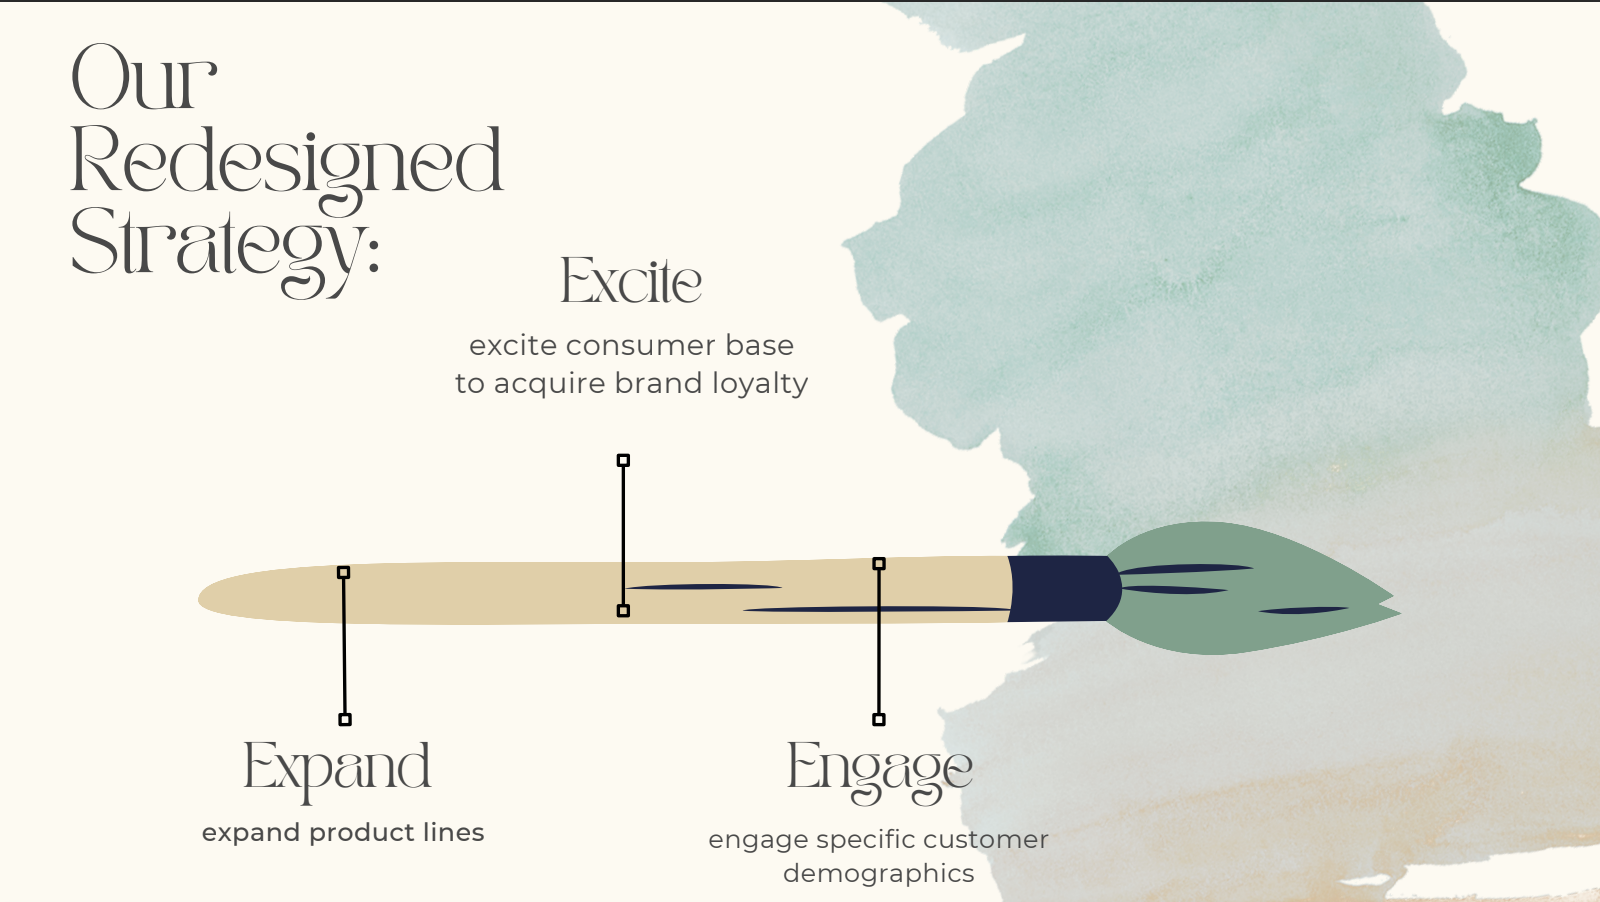 Our
Redesigned
Strategy:
Excite
excite consumer base
to acquire brand loyalty
Expand
expand product lines
Engage
engage specific customer
demographics